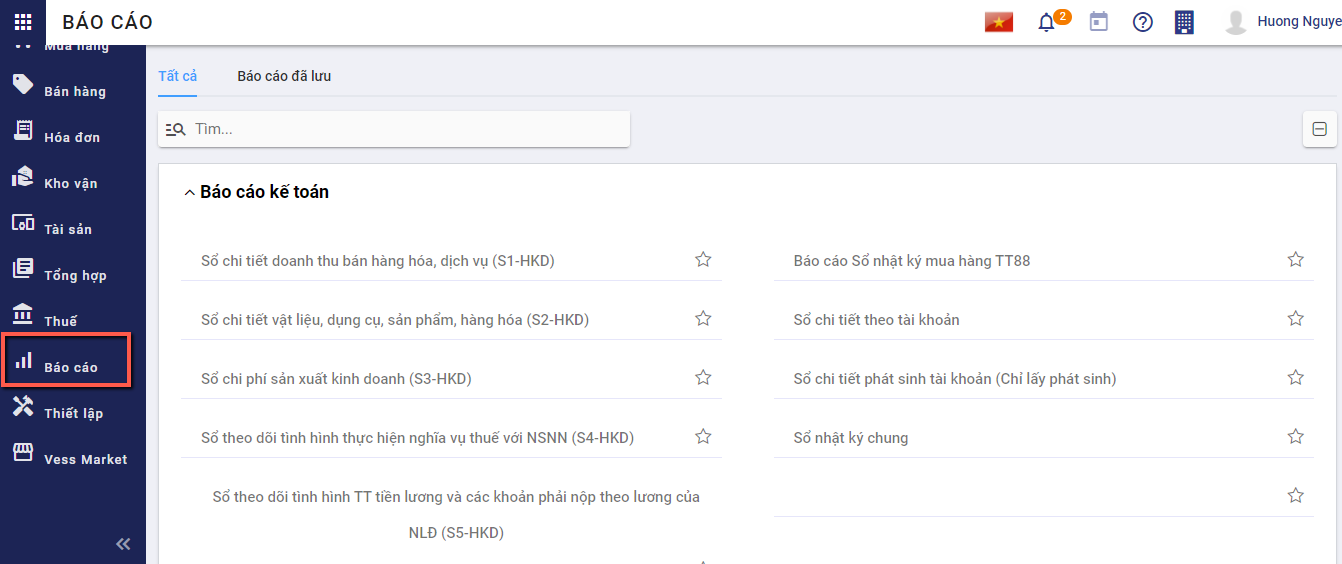 BÁO CÁO
2
Huong Nguye
Mua hàng
Bán hàng
Hóa đơn
Kho vận
Tài sản
Tổng hợp
Thuế
Báo cáo
Thiết lập
Vess Market
Tất cả
Báo cáo đã lưu
Tìm...
Báo cáo kế toán
Sổ chi tiết doanh thu bán hàng hóa, dịch vụ (S1-HKD)
Báo cáo Sổ nhật ký mua hàng TT88
Sổ chi tiết vật liệu, dụng cụ, sản phẩm, hàng hóa (S2-HKD)
Sổ chi tiết theo tài khoản
Sổ chi phí sản xuất kinh doanh (S3-HKD)
Sổ chi tiết phát sinh tài khoản (Chỉ lấy phát sinh)
Sổ theo dõi tình hình thực hiện nghĩa vụ thuế với NSNN (S4-HKD)
Sổ nhật ký chung
Sổ theo dõi tình hình TT tiền lương và các khoản phải nộp theo lương của
NLĐ (S5-HKD)